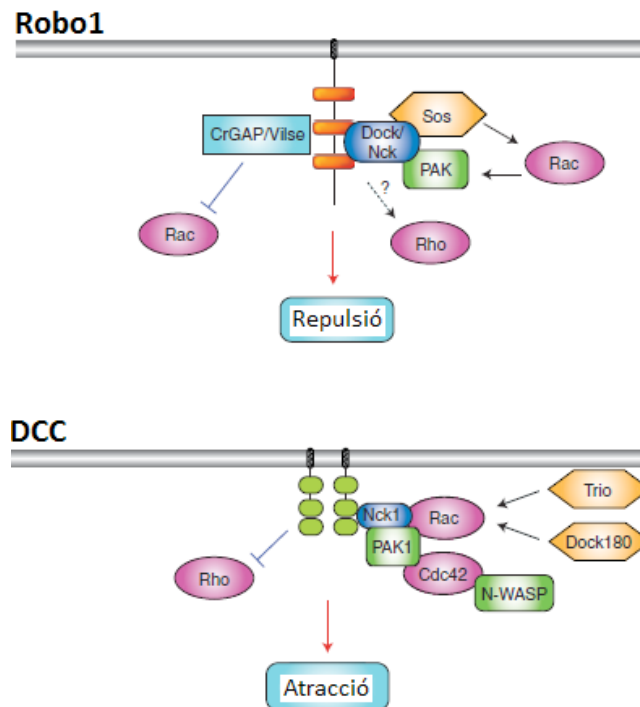 Robo1
CrGAP/Vilse
Dock/
Nck
Sos
PAK
Rac
?
Rac
Rho
Repulsió
DCC
Nck1
Rac
Trio
PAK1
Dock180
Rho
Cdc42
N-WASP
Atracció